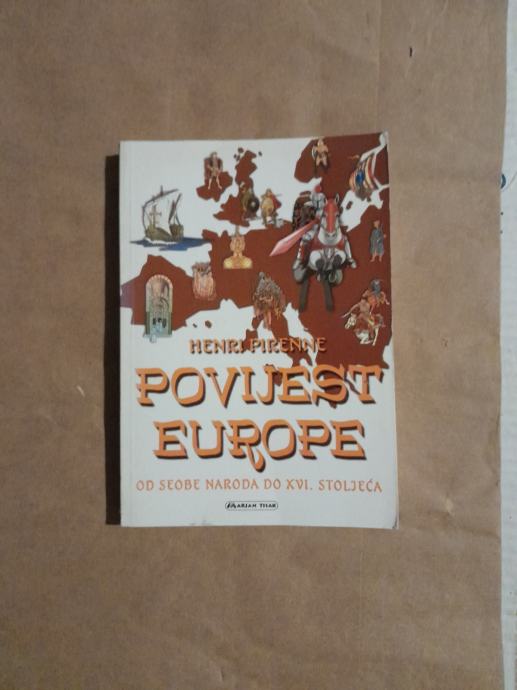 HENRI PIRENNE
POVIJEST
EUROPE
OD SEOBE NARODA DO XVI. STOLJEĆA
MARJAN TISAK